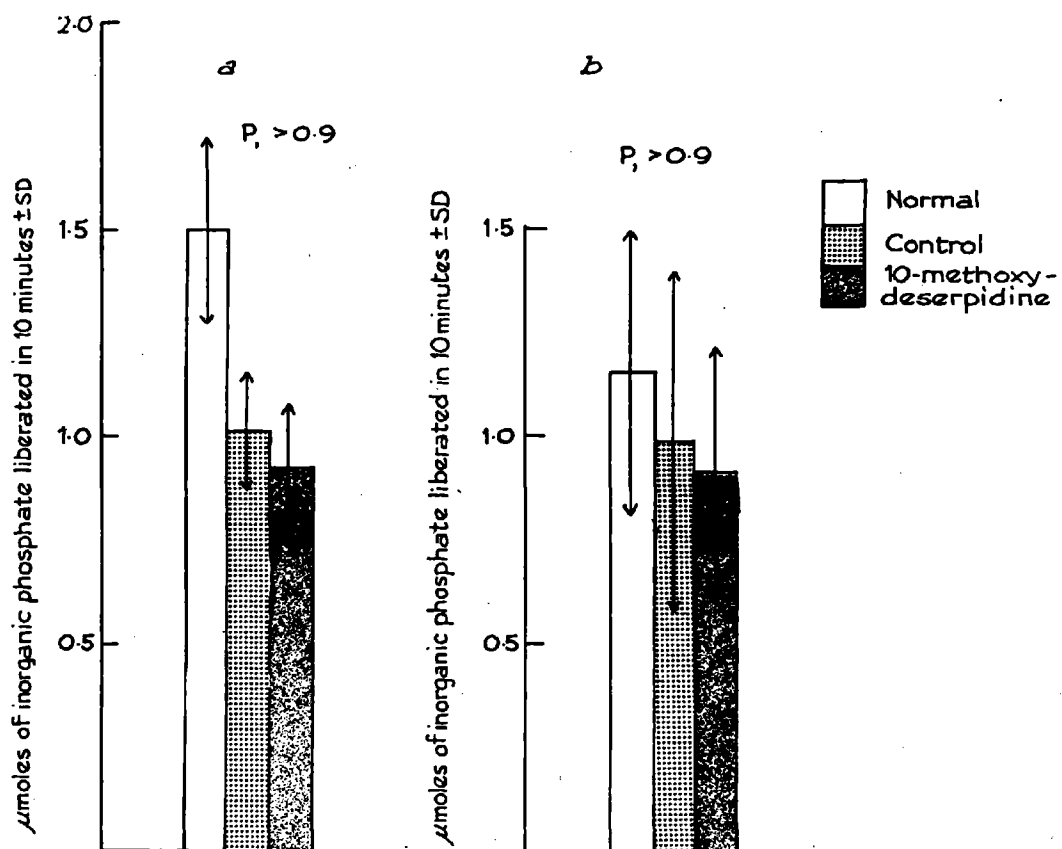 2.0
a
P, >0.9
1.5
1.0
0.5
μmoles of inorganic phosphate liberated in 10 minutes ± SD
b
P, >0.9
1.5
1.0
0.5
μmoles of inorganic phosphate liberated in 10 minutes ± SD
Normal
Control
10-methoxy-
deserpidine